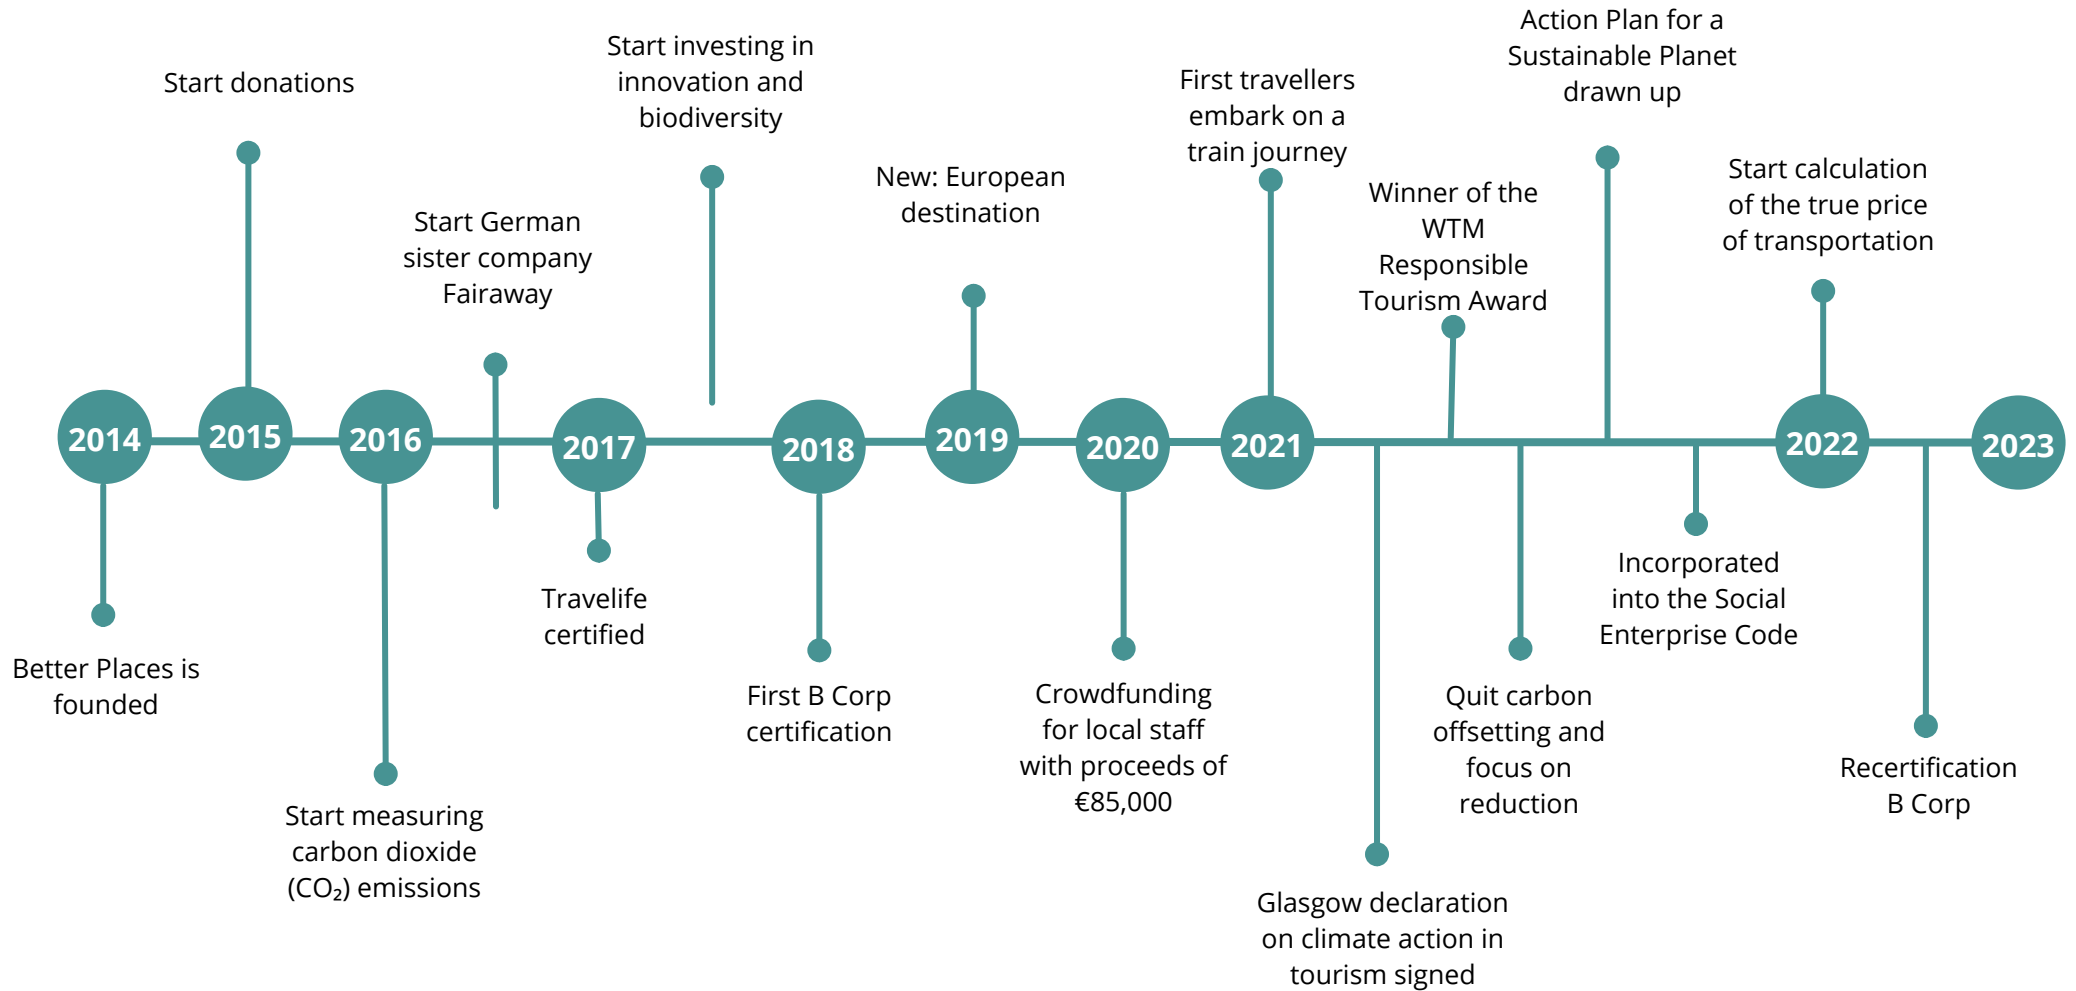 Start donations
Start German
sister company
Fairaway
Start investing in
innovation and
biodiversity
New: European
destination
First travellers
embark on a
train journey
Winner of the
WTM
Responsible
Tourism Award
Action Plan for a
Sustainable Planet
drawn up
Start calculation
of the true price
of transportation
2014
2015
2016
2017
2018
2019
2020
2021
2022
2023
Better Places is
founded
Start measuring
carbon dioxide
(CO₂) emissions
Travelife
certified
First B Corp
certification
Crowdfunding
for local staff
with proceeds of
€85,000
Glasgow declaration
on climate action in
tourism signed
Quit carbon
offsetting and
focus on
reduction
Incorporated
into the Social
Enterprise Code
Recertification
B Corp